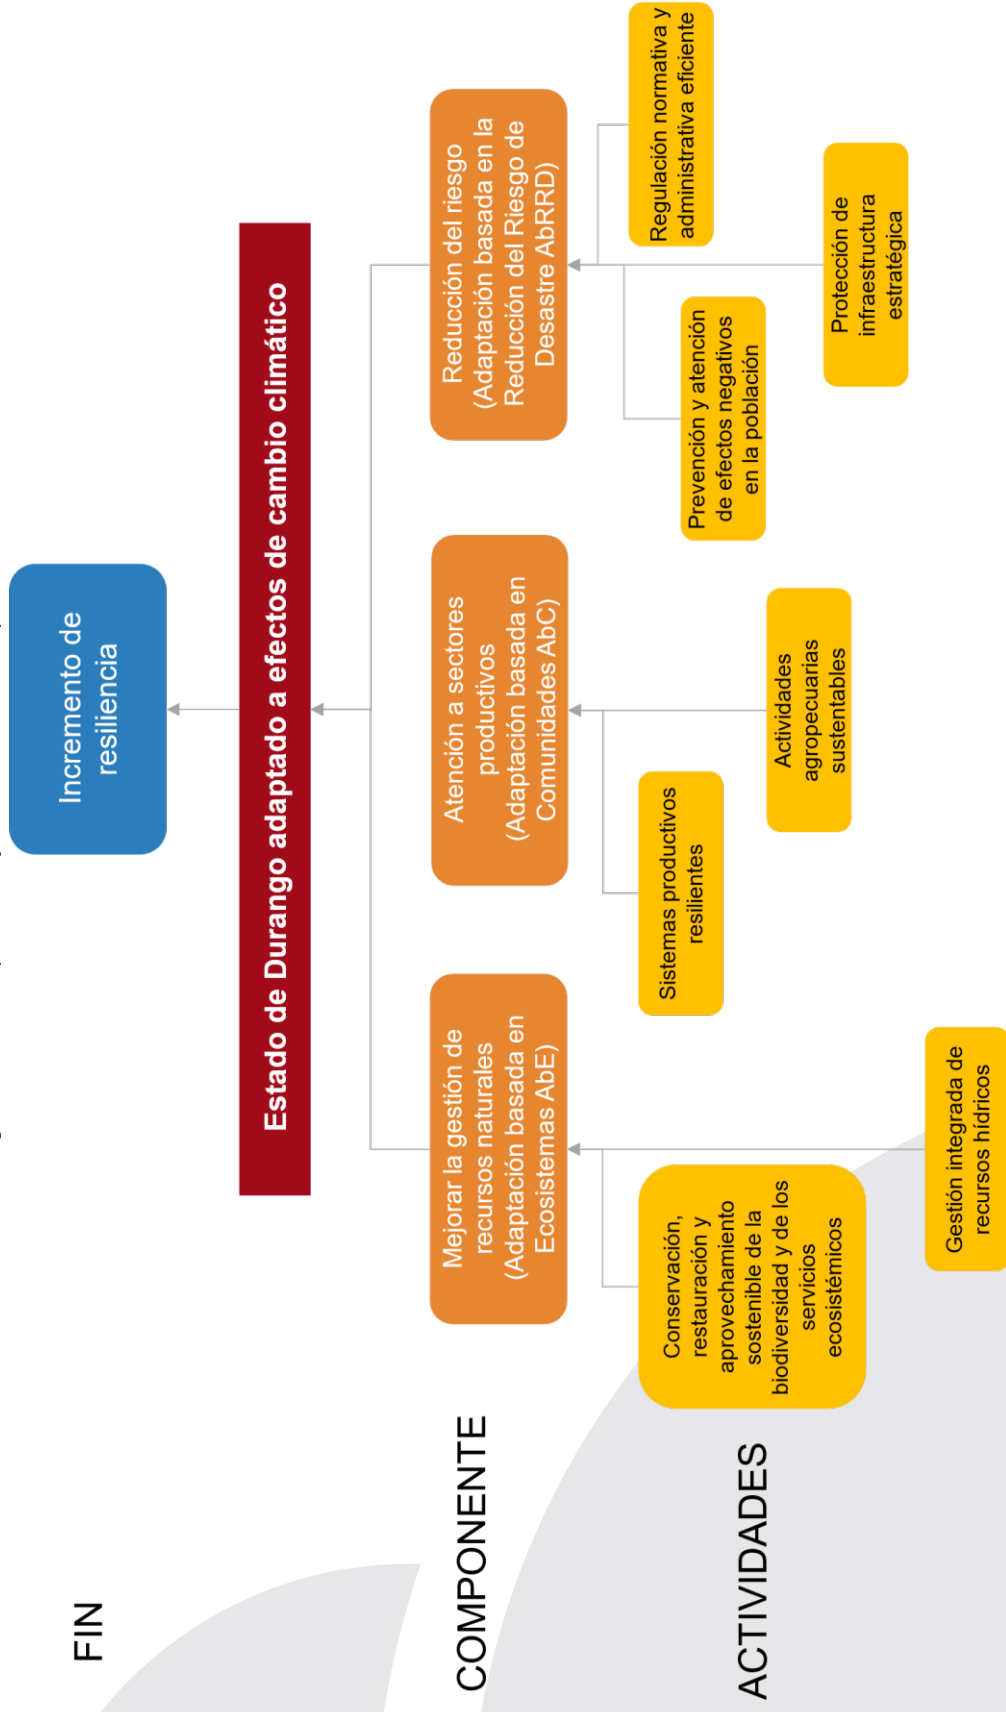 FIN
Incremento de
resiliencia
Estado de Durango adaptado a efectos de cambio climático
COMPONENTE
Mejorar la gestión de
recursos naturales
(Adaptación basada en
Ecosistemas AbE)
Atención a sectores
productivos
(Adaptación basada en
Comunidades AbC)
Reducción del riesgo
(Adaptación basada en la
Reducción del Riesgo de
Desastre AbRRD)
ACTIVIDADES
Conservación,
restauración y
aprovechamiento
sostenible de la
biodiversidad y de los
servicios
ecosistémicos
Gestión integrada de
recursos hídricos
Sistemas productivos
resilientes
Actividades
agropecuarias
sustentables
Prevención y atención
de efectos negativos
en la población
Protección de
infraestructura
estratégica
Regulación normativa y
administrativa eficiente